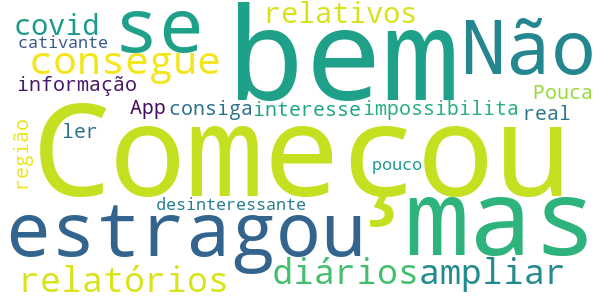 covid se bem relativos
cativante
consegue Não
informação Pouca
App consiga interesse impossibilita real
ler Começou
região pouco
desinteressante
estragou mas
relatórios diários ampliar